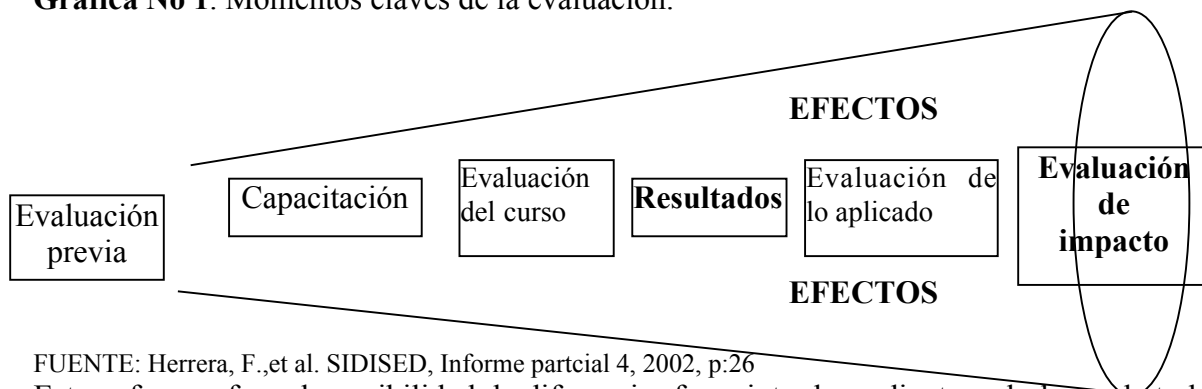 Gráfica No 1. Momentos claves de la evaluación.
EFECTOS
Evaluación
previa
Capacitación
Evaluación
del curso
Resultados
Evaluación de
lo aplicado
Evaluación
de
impacto
EFECTOS
FUENTE: Herrera, F.,et al. SIDISED, Informe partcial 4, 2002, p:26